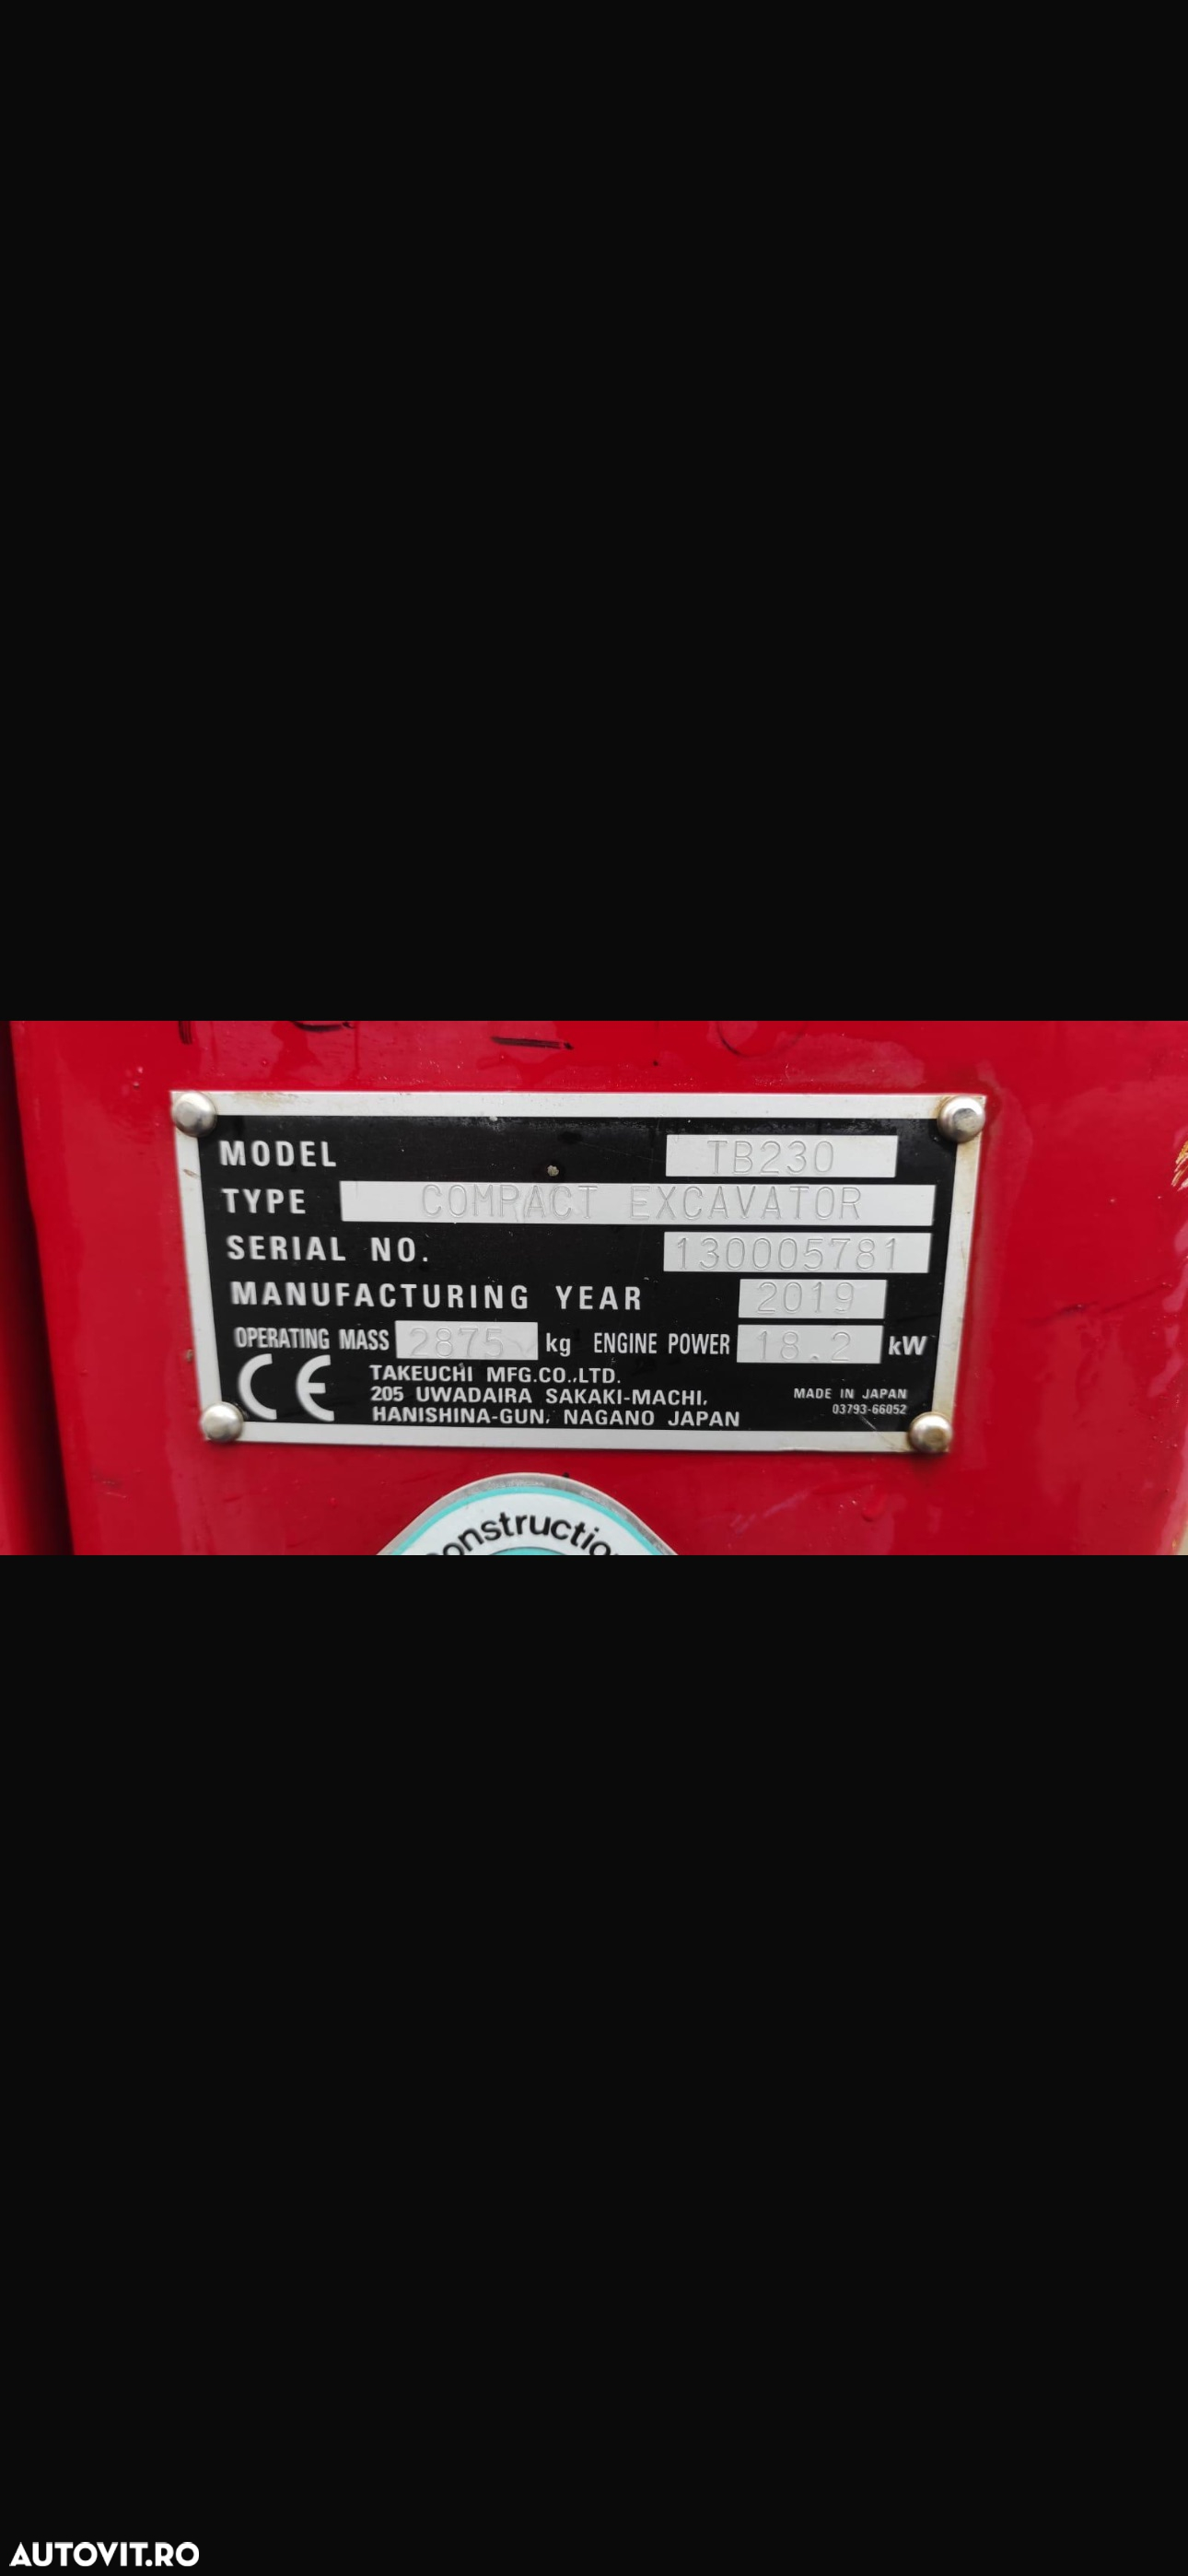 MODEL TB230
TYPE COMPACT EXCAVATOR
SERIAL NO. 130005781
MANUFACTURING YEAR 2019
OPERATING MASS 2875 kg ENGINE POWER 18.2 kW
CE
TAKEUCHI MFG.CO.,LTD.
205 UWADAIRA SAKAKI-MACHI,
HANISHINA-GUN, NAGANO JAPAN
MADE IN JAPAN
03793-66052
AUTOVIT.RO